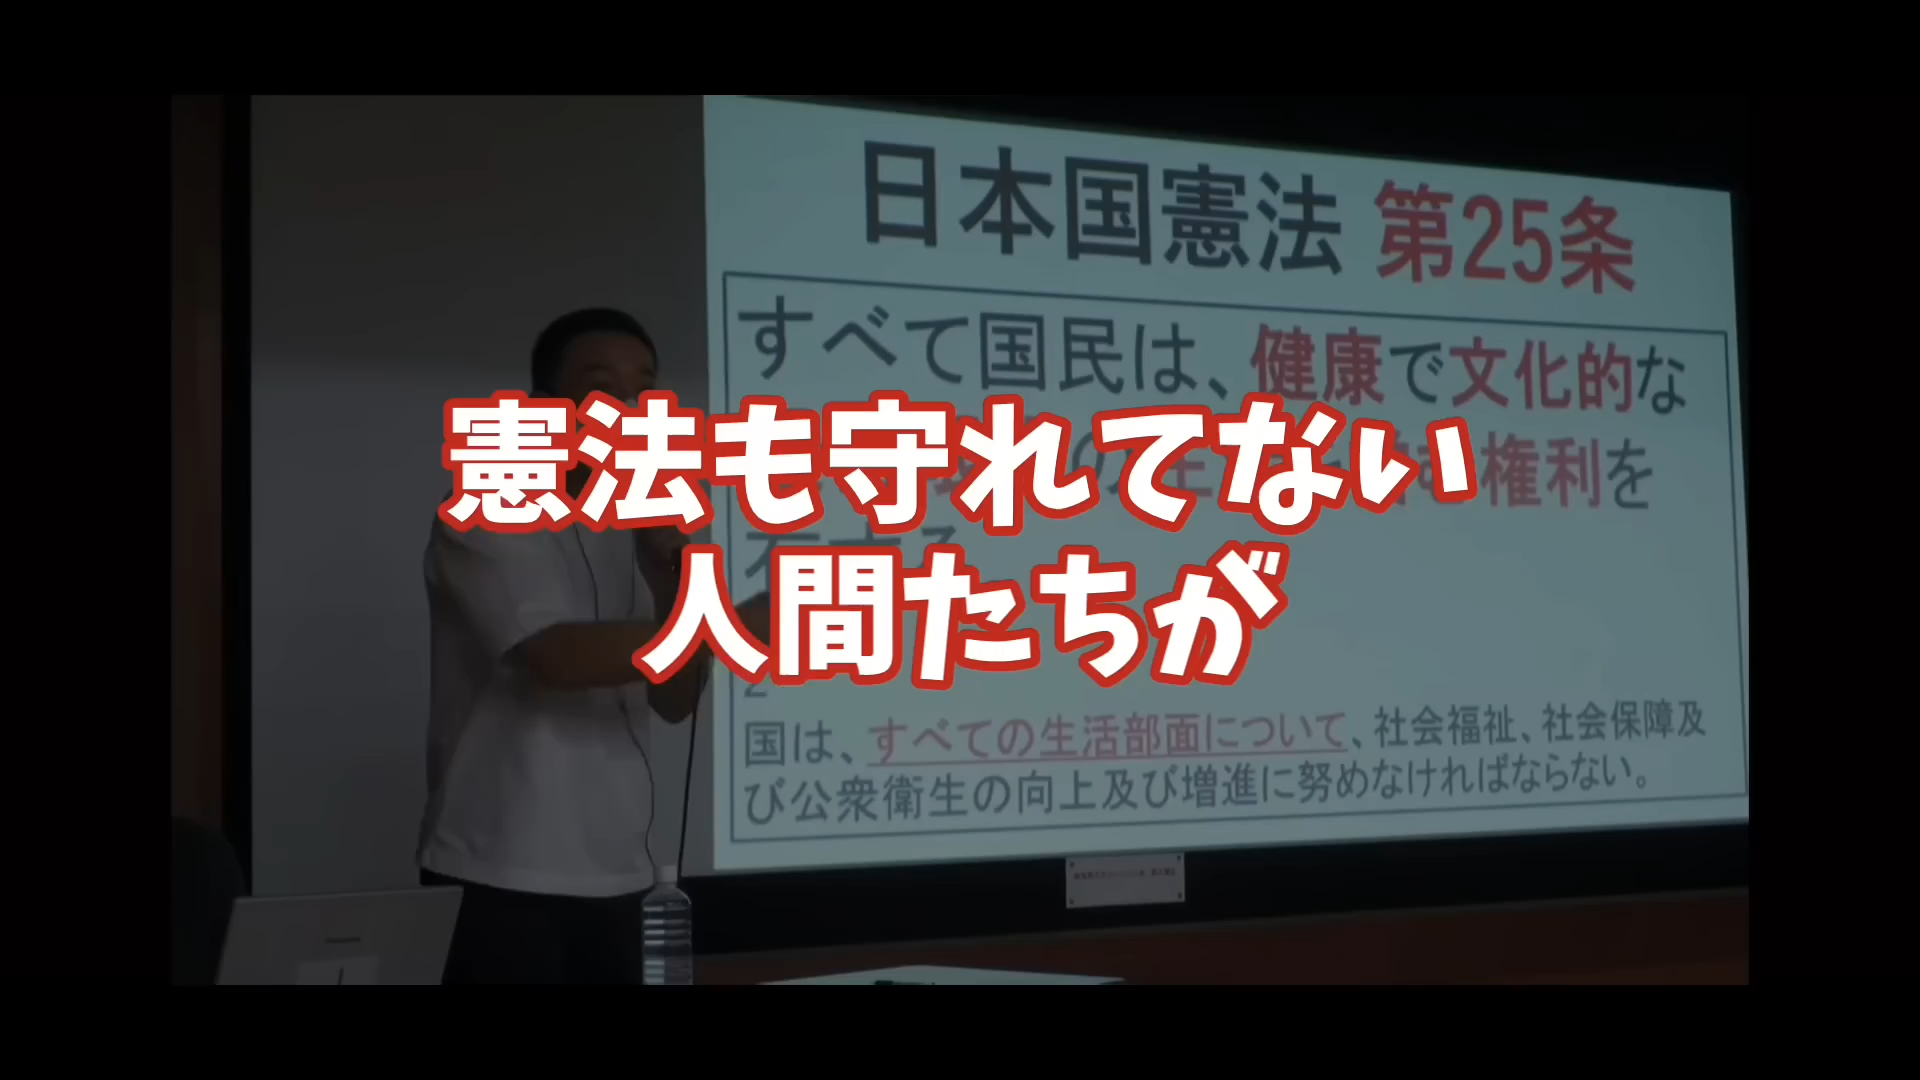 日本国憲法 第25条
すべて国民は、健康で文化的な
憲法も守れてない
の
権利を
人間たちが
2
国は、すべての生活部面について、社会福祉、社会保障及
び公衆衛生の向上及び増進に努めなければならない。